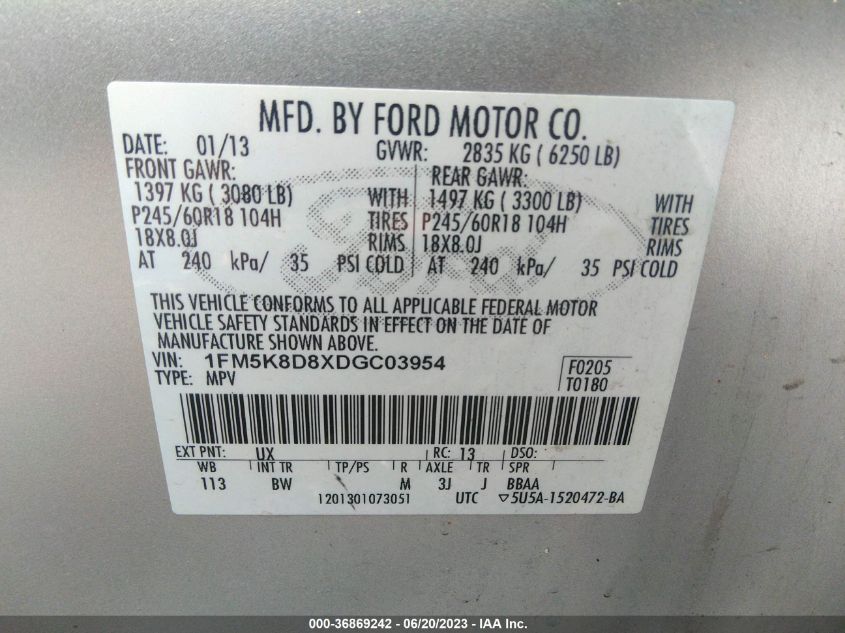 MFD. BY FORD MOTOR CO.
DATE: 01/13 GVWR: 2835 KG ( 6250 LB)
FRONT GAWR: REAR GAWR:
1397 KG ( 3080 LB) WITH 1497 KG ( 3300 LB) WITH
P245/60R18 104H TIRES P245/60R18 104H TIRES
18X8.0J RIMS 18X8.0J RIMS
AT 240 kPa/ 35 PSI COLD AT 240 kPa/ 35 PSI COLD
THIS VEHICLE CONFORMS TO ALL APPLICABLE FEDERAL MOTOR
VEHICLE SAFETY STANDARDS IN EFFECT ON THE DATE OF
MANUFACTURE SHOWN ABOVE.
VIN: 1FM5K8D8XDGC03954 F0205
TYPE: MPV T0180
EXT PNT: UX RC: 13 DSO:
WB INT TR TP/PS R AXLE TR SPR
113 BW M 3J J BBAA
1201301073051 UTC ▽5U5A-1520472-BA
000-36869242 - 06/20/2023 - IAA Inc.